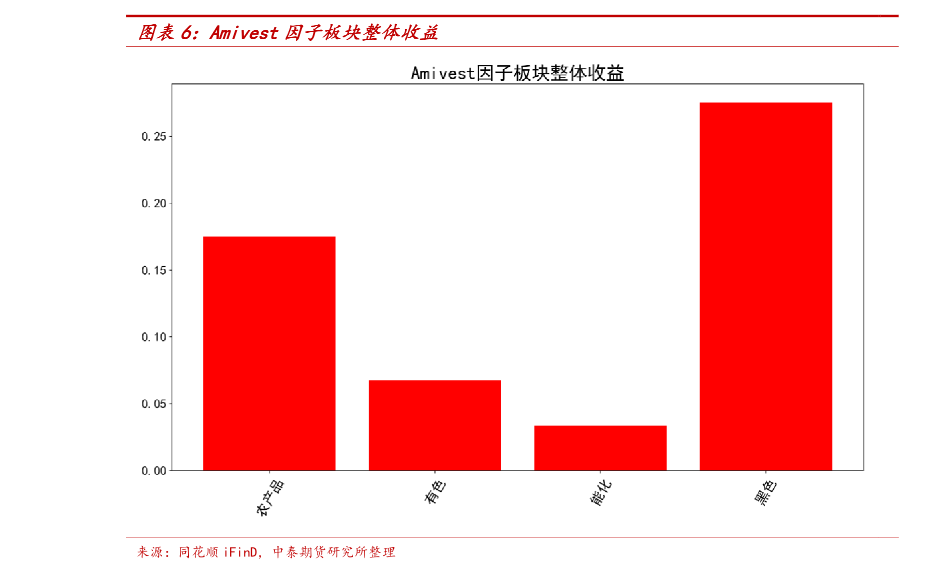 图表 6：Amivest 因子板块整体收益
Amivest因子板块整体收益
0.25
0.20
0.15
0.10
0.05
0.00
农产品
有色
能化
黑色
来源：同花顺 iFinD，中泰期货研究所整理